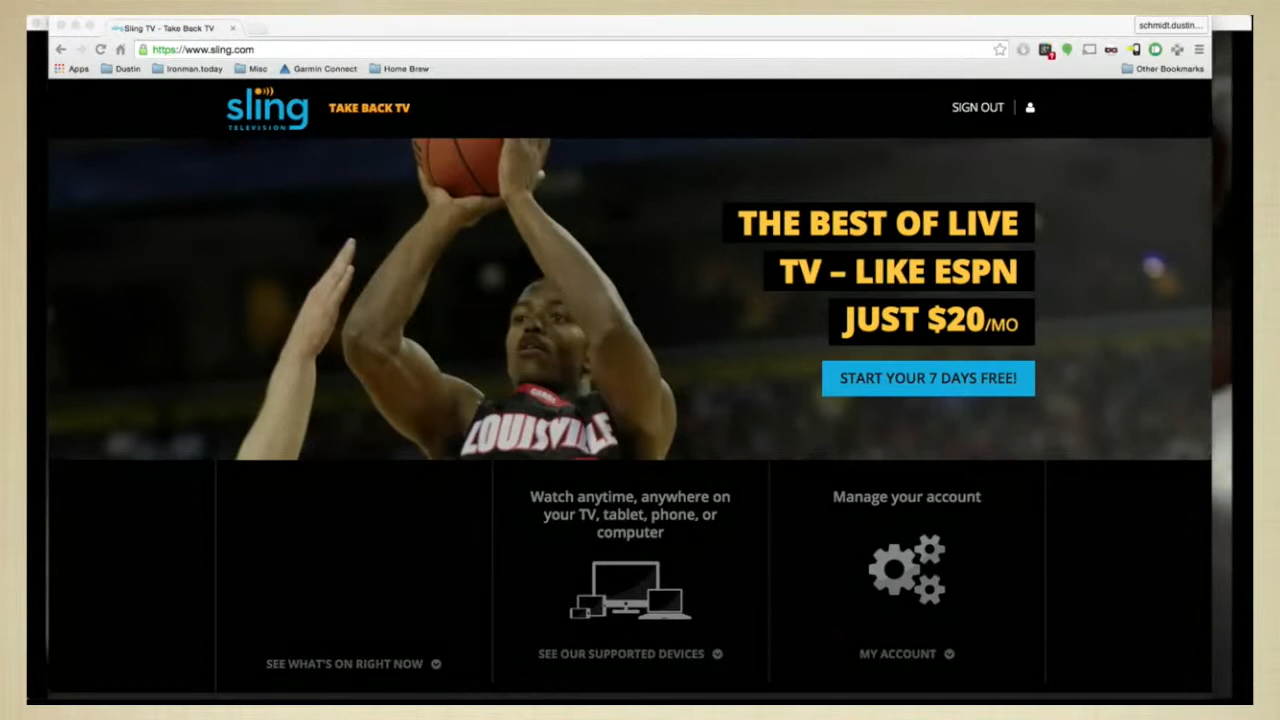 Sling TV - Take Back TV
schmidt.dustin...
https://www.sling.com
Apps Dustin Ironman.today Misc Garmin Connect Home Brew Other Bookmarks
sling
TELEVISION
TAKE BACK TV
SIGN OUT
THE BEST OF LIVE
TV – LIKE ESPN
JUST $20/MO
START YOUR 7 DAYS FREE!
LOUISVILLE
Watch anytime, anywhere on
your TV, tablet, phone, or
computer
Manage your account
SEE WHAT'S ON RIGHT NOW
SEE OUR SUPPORTED DEVICES
MY ACCOUNT